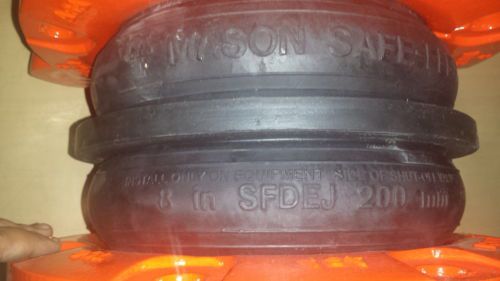 MASON SAFE
INSTALL ONLY ON EQUIPMENT SIDE OF SHUT-OFF
8 in SFDEJ 200 mm